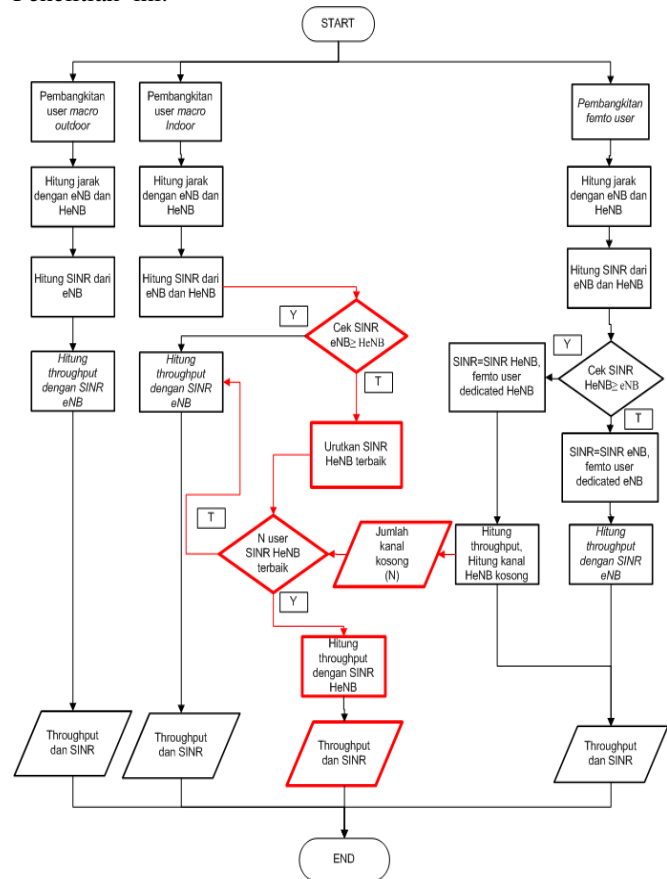 Penelitian ini.
START
Pembangkitan
user macro
outdoor
Hitung jarak
dengan eNB dan
HeNB
Hitung SINR dari
eNB
Hitung
throughput
dengan SINR
eNB
Throughput
dan SINR
Pembangkitan
user macro
Indoor
Hitung jarak
dengan eNB dan
HeNB
Hitung SINR dari
eNB dan HeNB
Y
Cek SINR
eNB≥ HeNB
T
Hitung
throughput
dengan SINR
eNB
Urutkan SINR
HeNB terbaik
T
N user
SINR HeNB
terbaik
Y
Jumlah
kanal
kosong
(N)
Hitung
throughput
dengan SINR
HeNB
Throughput
dan SINR
Throughput
dan SINR
Pembangkitan
femto user
Hitung jarak
dengan eNB dan
HeNB
Hitung SINR dari
eNB dan HeNB
Y
Cek SINR
HeNB≥ eNB
T
SINR=SINR HeNB,
femto user
dedicated HeNB
SINR=SINR eNB,
femto user
dedicated eNB
Hitung
throughput,
Hitung kanal
HeNB kosong
Hitung
throughput
dengan SINR
eNB
Throughput
dan SINR
END